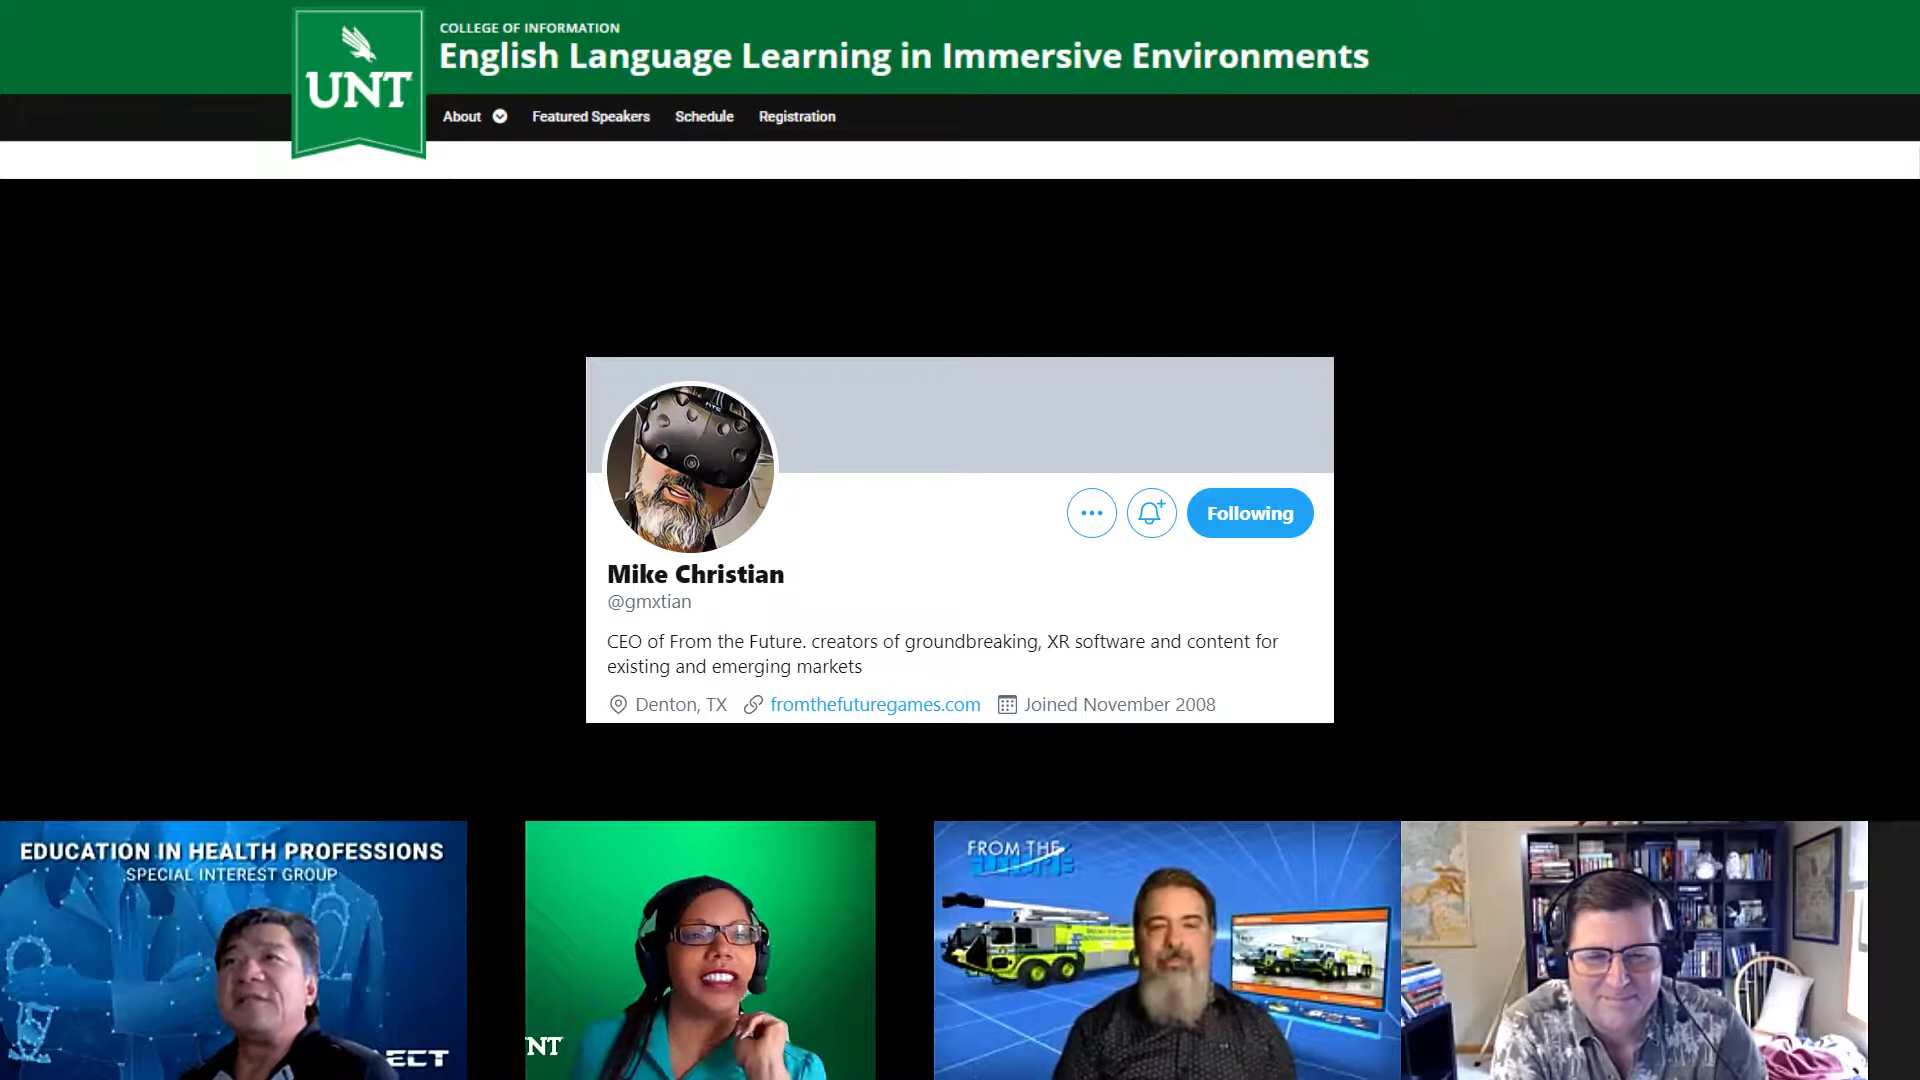 COLLEGE OF INFORMATION
English Language Learning in Immersive Environments
UNT
About Featured Speakers Schedule Registration
Following
Mike Christian
@gmxtian
CEO of From the Future. creators of groundbreaking, XR software and content for
existing and emerging markets
Denton, TX fromthefuturegames.com Joined November 2008
EDUCATION IN HEALTH PROFESSIONS
SPECIAL INTEREST GROUP
ECT
NT
FROM THE
FUTURE